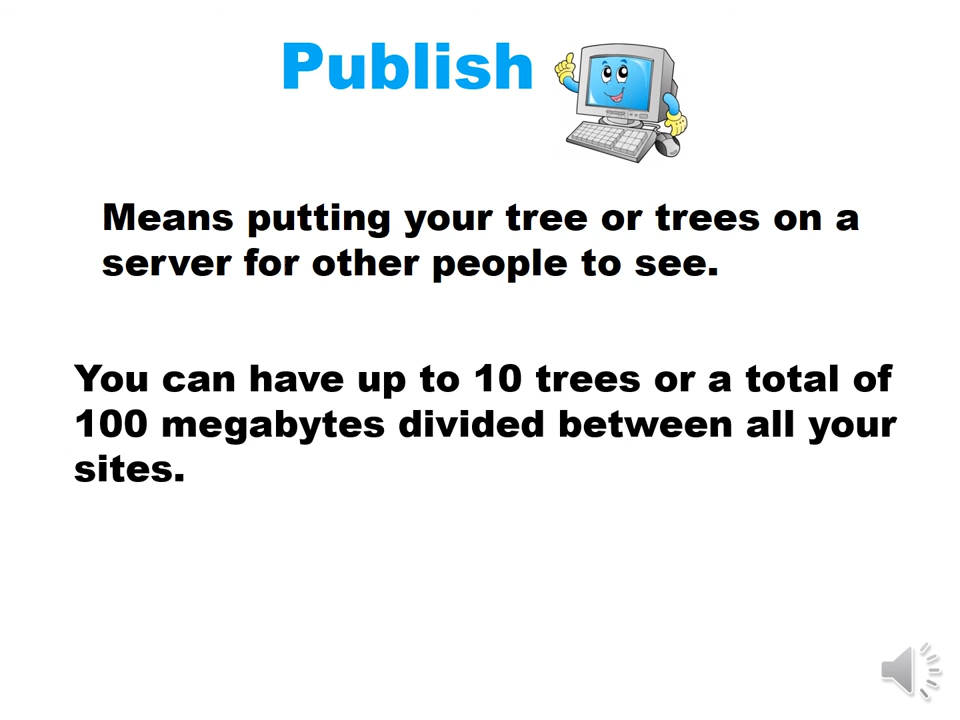 Publish
Means putting your tree or trees on a
server for other people to see.
You can have up to 10 trees or a total of
100 megabytes divided between all your
sites.